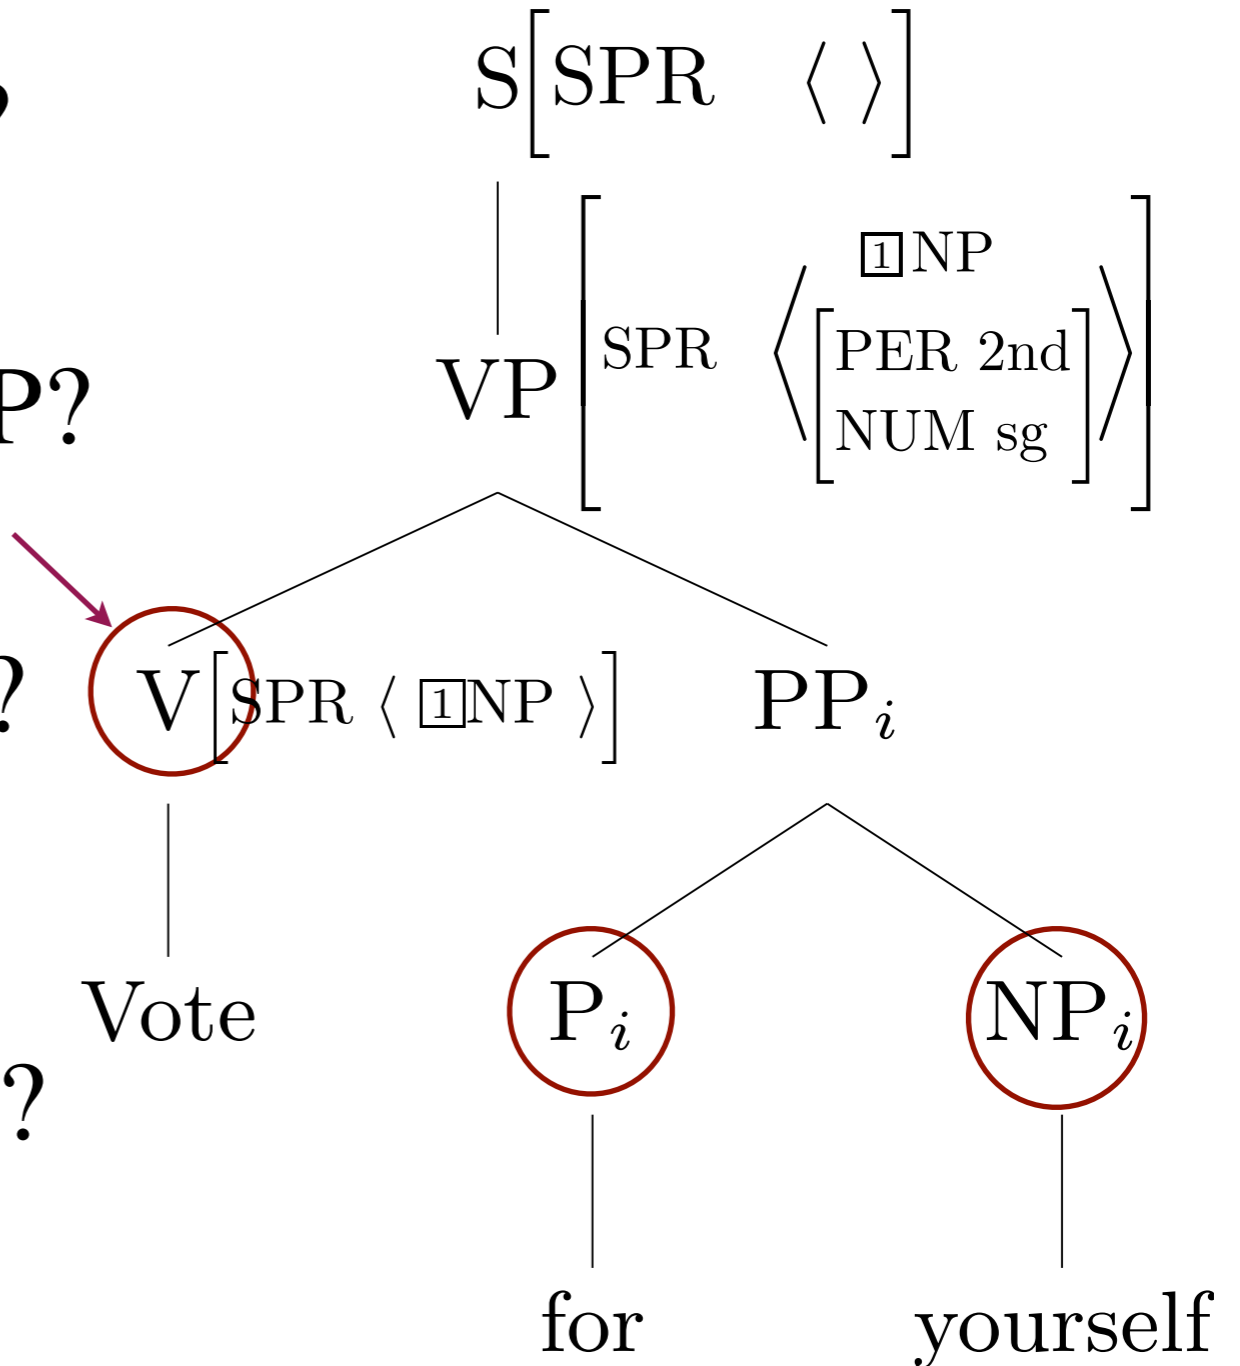 S[SPR ⟨ ⟩]
1 NP
VP [SPR ⟨ [PER 2nd
NUM sg] ⟩]
P?
V[SPR ⟨ 1 NP ⟩] PPi
?
Vote Pi NPi
?
for yourself